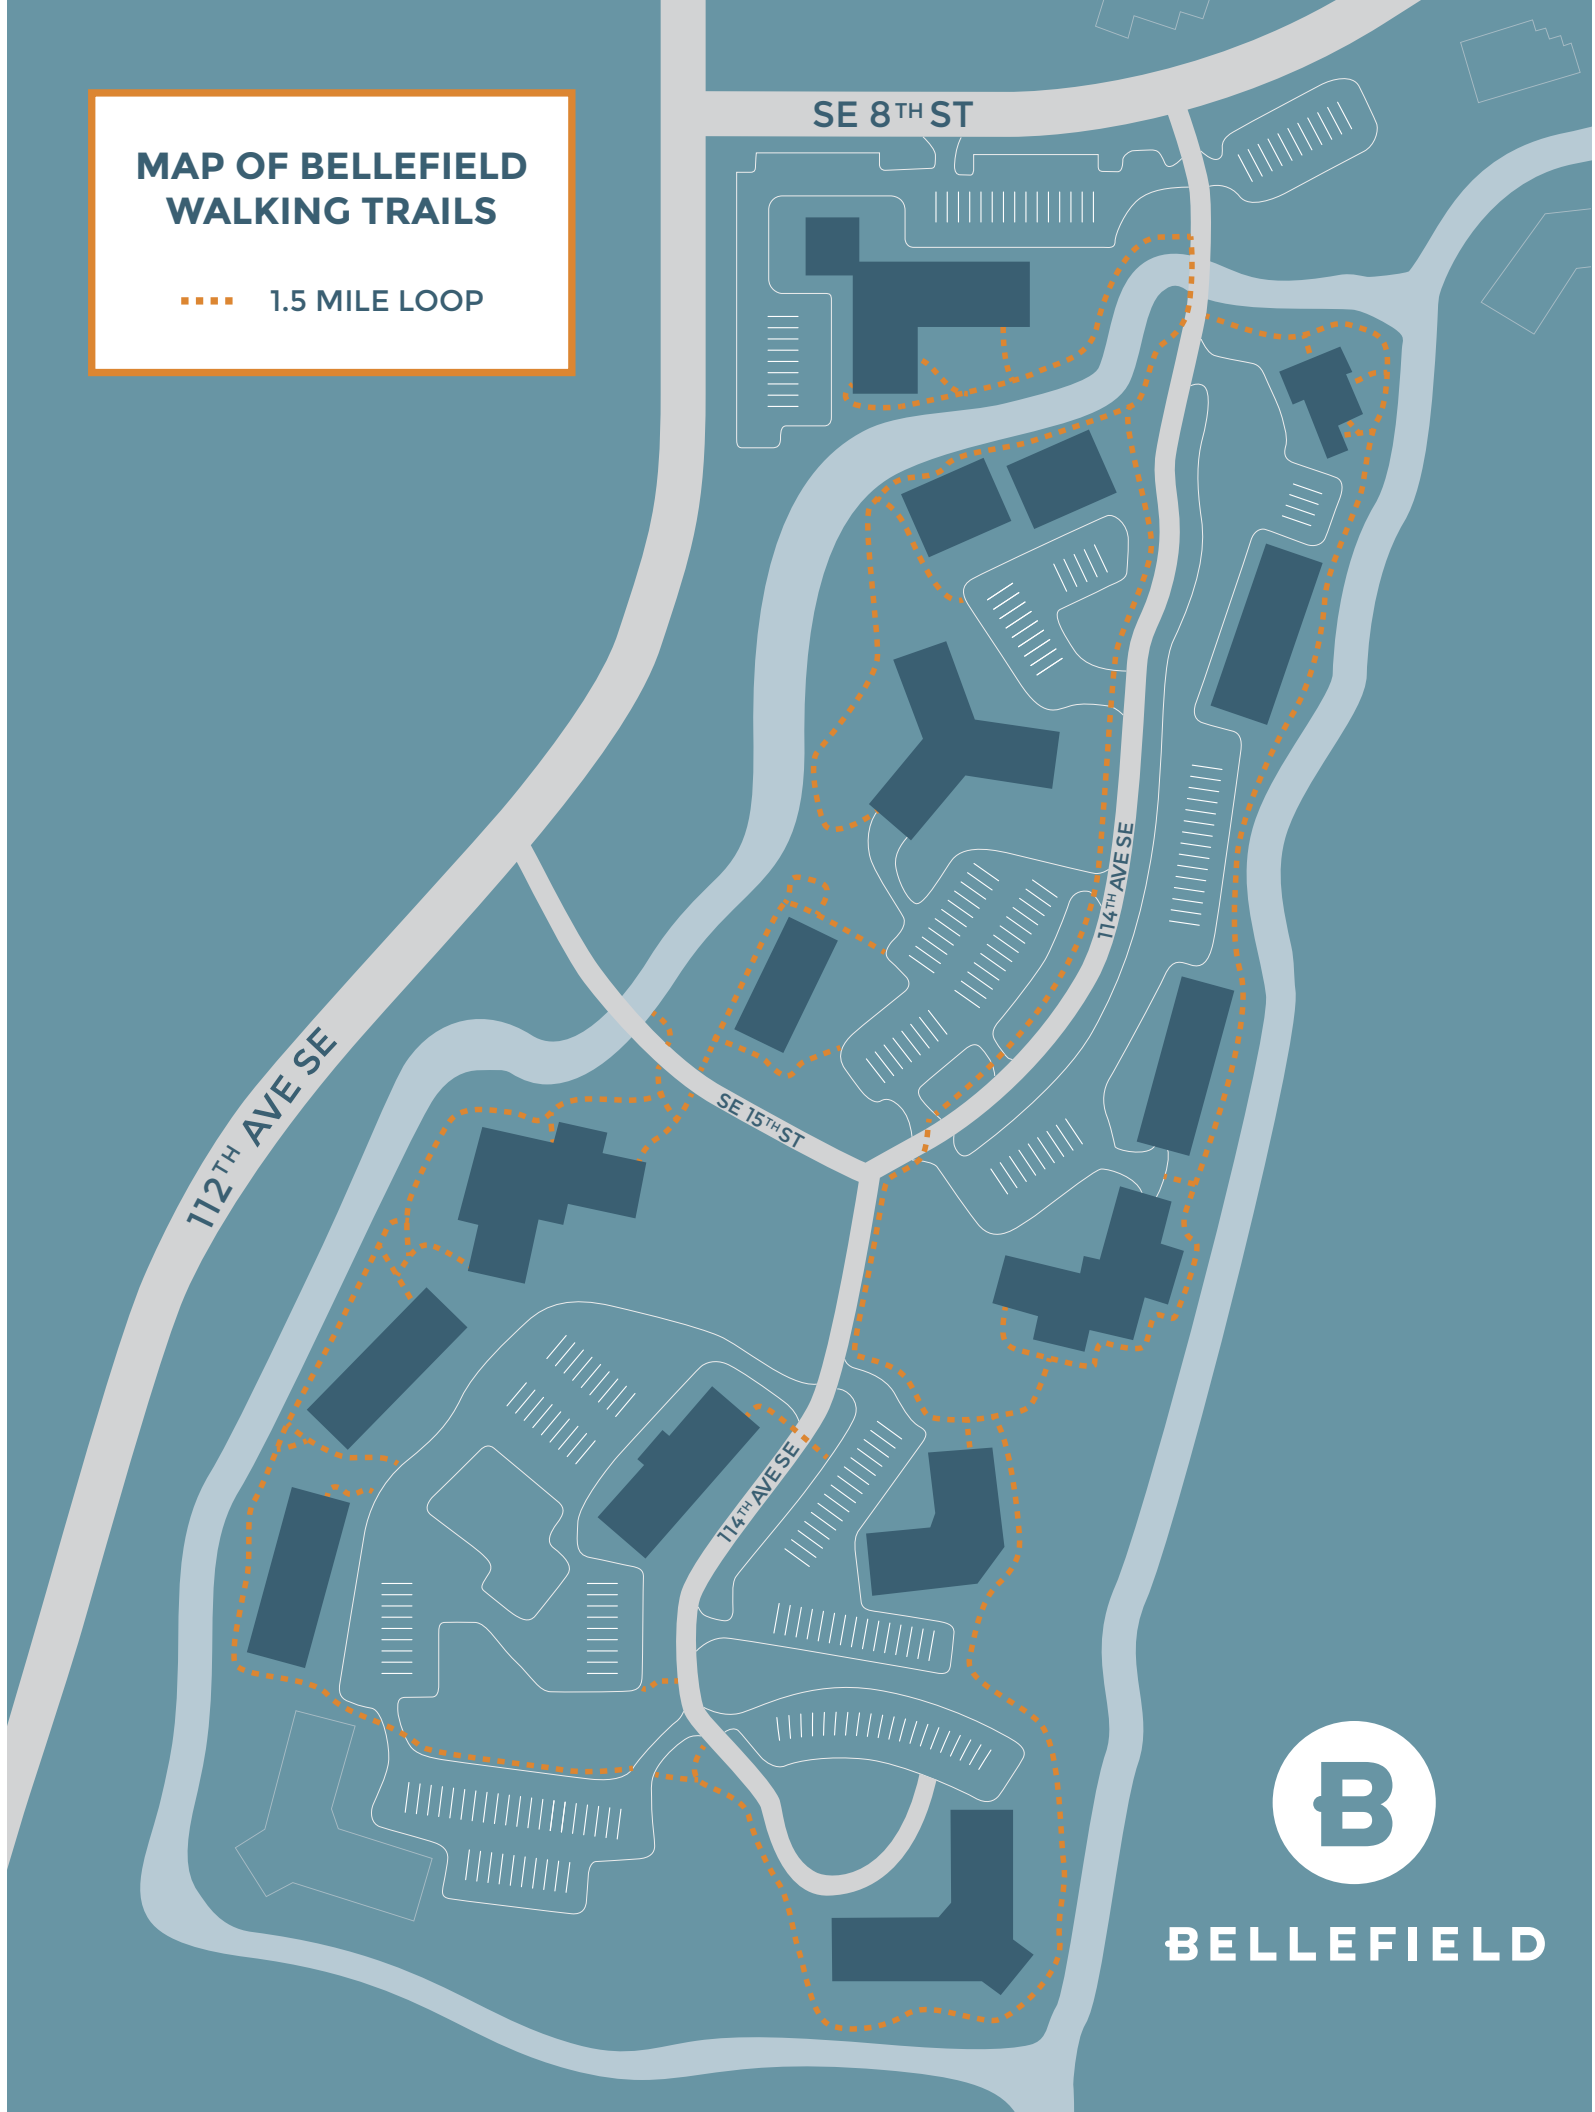 MAP OF BELLEFIELD
WALKING TRAILS
1.5 MILE LOOP
SE 8TH ST
114TH AVE SE
112TH AVE SE
SE 15TH ST
114TH AVE SE
B
BELLEFIELD